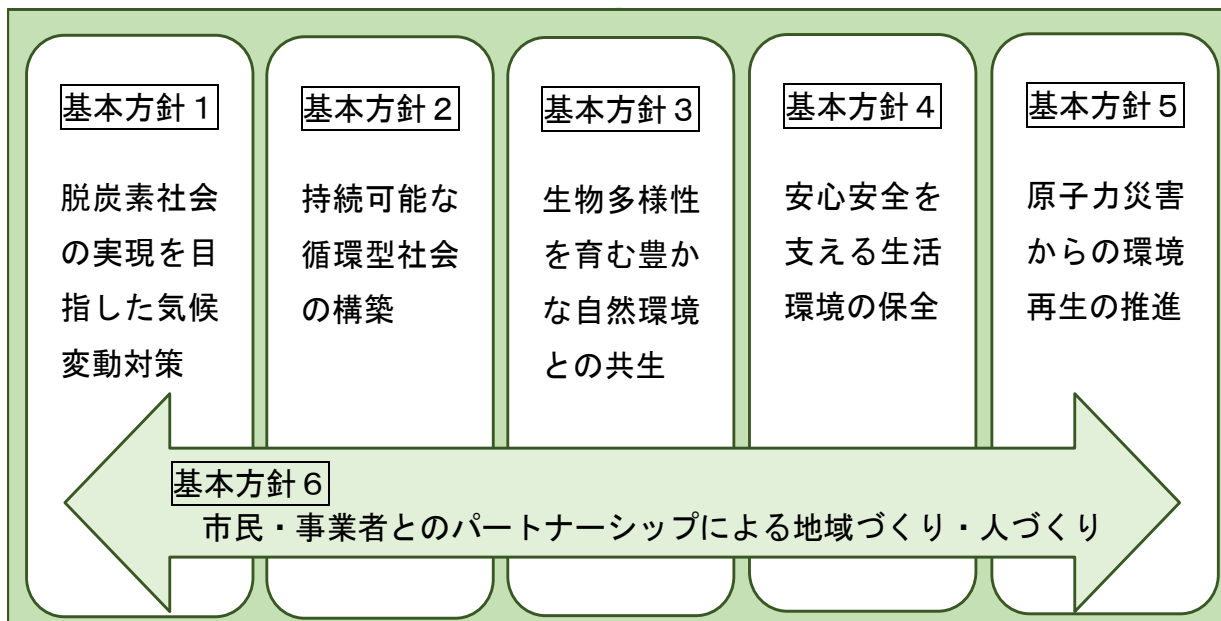 基本方針１
脱炭素社会
の実現を目
指した気候
変動対策
基本方針２
持続可能な
循環型社会
の構築
基本方針３
生物多様性
を育む豊か
な自然環境
との共生
基本方針４
安心安全を
支える生活
環境の保全
基本方針５
原子力災害
からの環境
再生の推進
基本方針６
市民・事業者とのパートナーシップによる地域づくり・人づくり